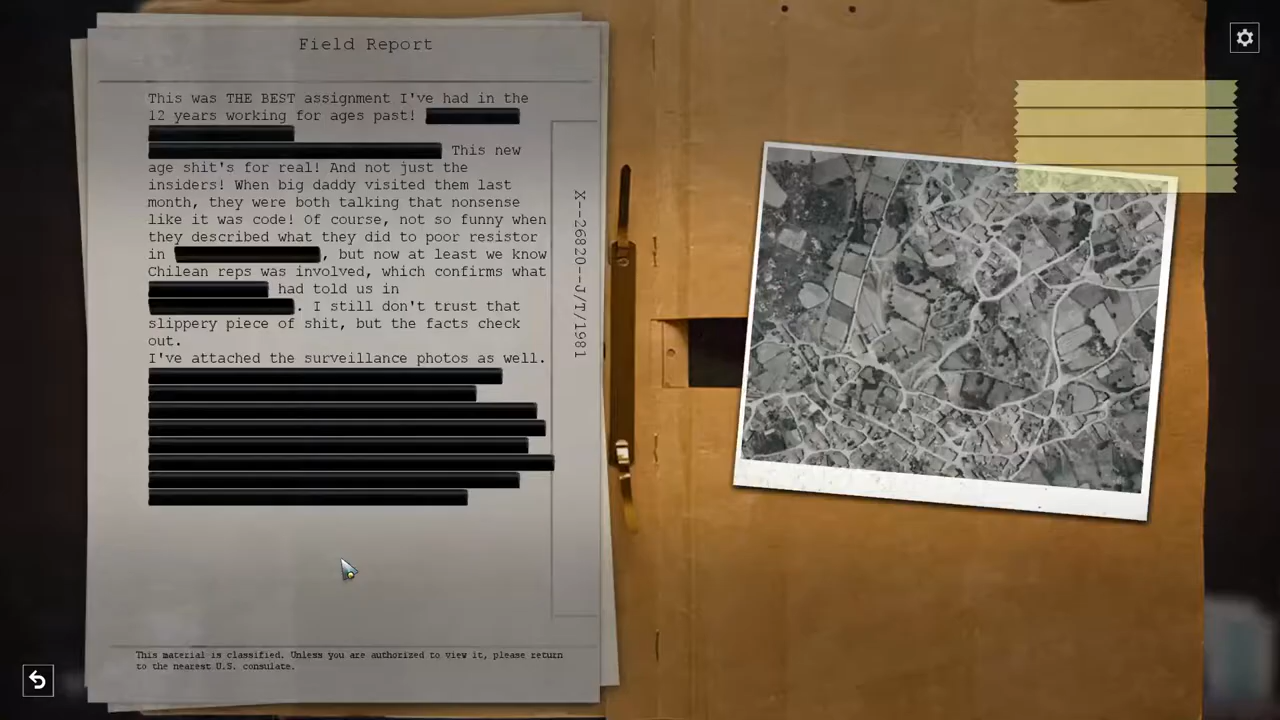 Field Report
This was THE BEST assignment I've had in the
12 years working for ages past!
This new
age shit's for real! And not just the
insiders! When big daddy visited them last
month, they were both talking that nonsense
like it was code! Of course, not so funny when
they described what they did to poor resistor
in , but now at least we know
Chilean reps was involved, which confirms what
had told us in
. I still don't trust that
slippery piece of shit, but the facts check
out.
I've attached the surveillance photos as well.
X--26820--J/T/1981
This material is classified. Unless you are authorized to view it, please return
to the nearest U.S. consulate.